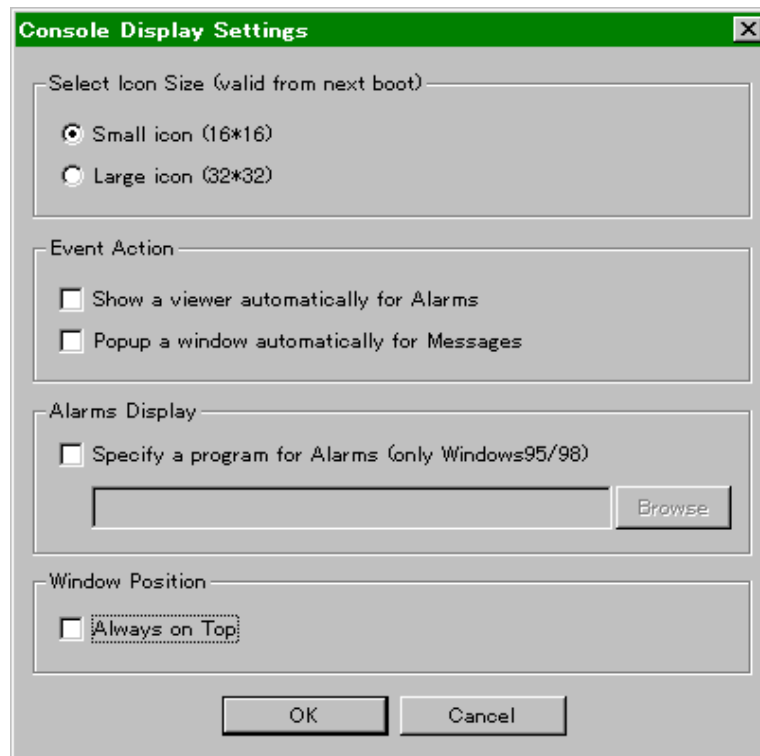 Console Display Settings
Select Icon Size (valid from next boot)
Small icon (16*16)
Large icon (32*32)
Event Action
Show a viewer automatically for Alarms
Popup a window automatically for Messages
Alarms Display
Specify a program for Alarms (only Windows95/98)
Browse
Window Position
Always on Top
OK Cancel